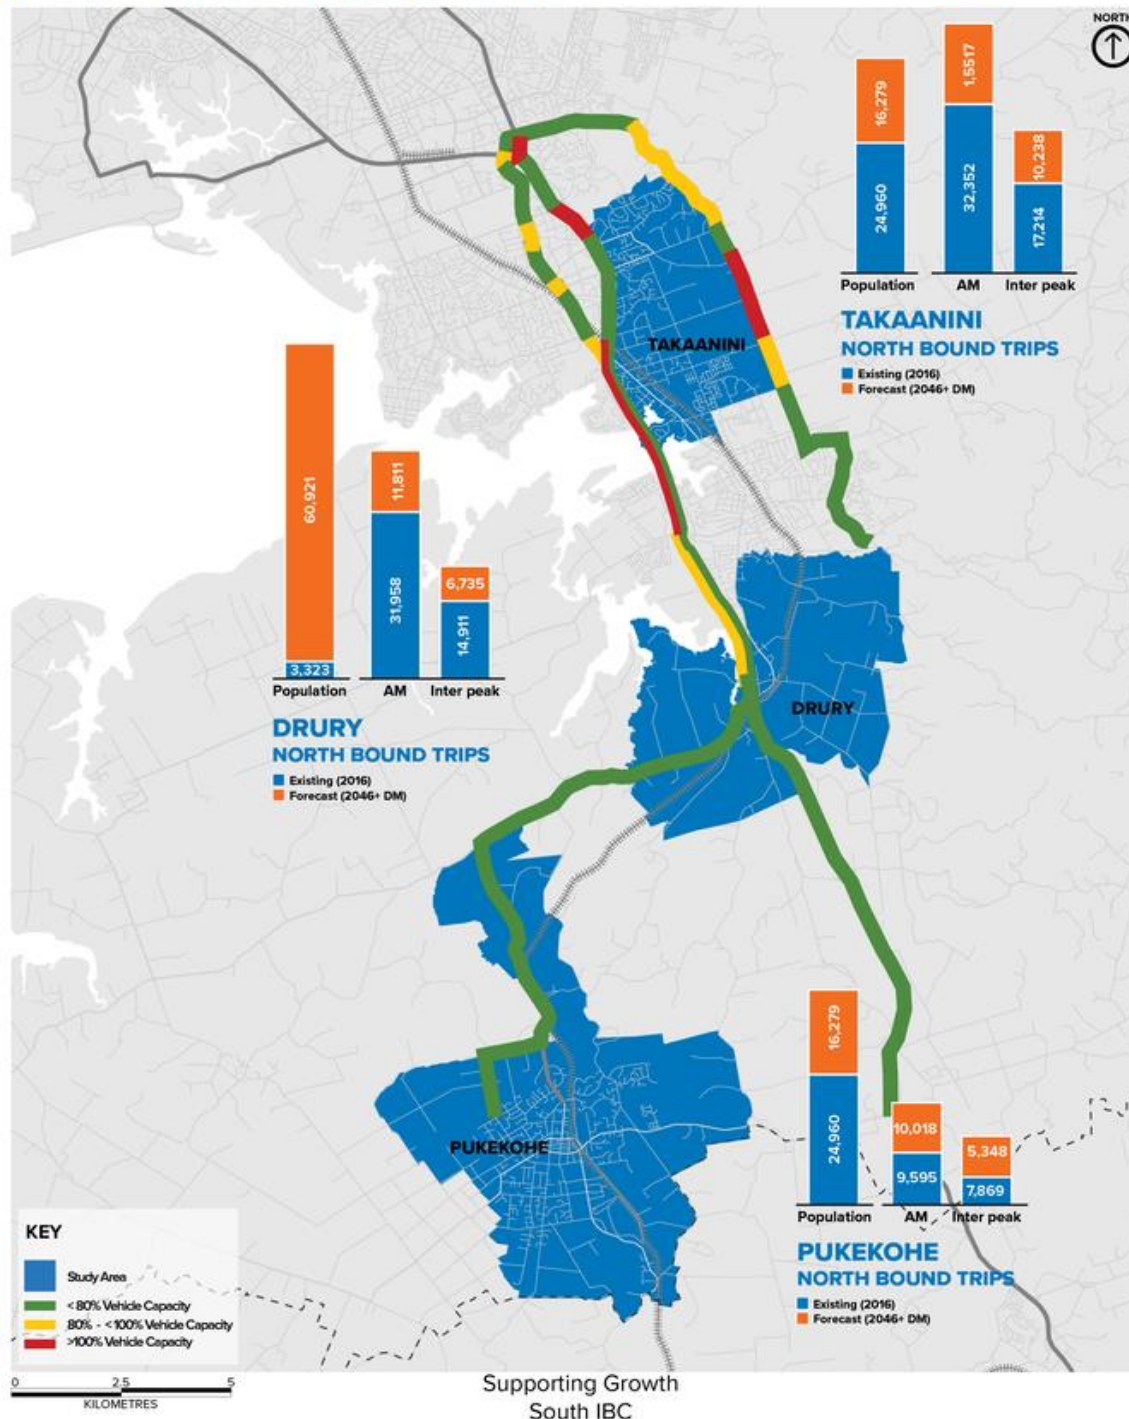 NORTH
16,279
24,960
1,5517
32,352
10,238
17,214
Population
AM
Inter peak
TAKAANINI
NORTH BOUND TRIPS
Existing (2016)
Forecast (2046+ DM)
TAKAANINI
60,921
3,323
11,811
31,958
6,735
14,911
Population
AM
Inter peak
DRURY
NORTH BOUND TRIPS
Existing (2016)
Forecast (2046+ DM)
DRURY
16,279
24,960
10,018
9,595
5,348
7,869
Population
AM
Inter peak
PUKEKOHE
NORTH BOUND TRIPS
Existing (2016)
Forecast (2046+ DM)
PUKEKOHE
KEY
Study Area
< 80% Vehicle Capacity
80% - < 100% Vehicle Capacity
>100% Vehicle Capacity
0 2.5 5
KILOMETRES
Supporting Growth
South IBC